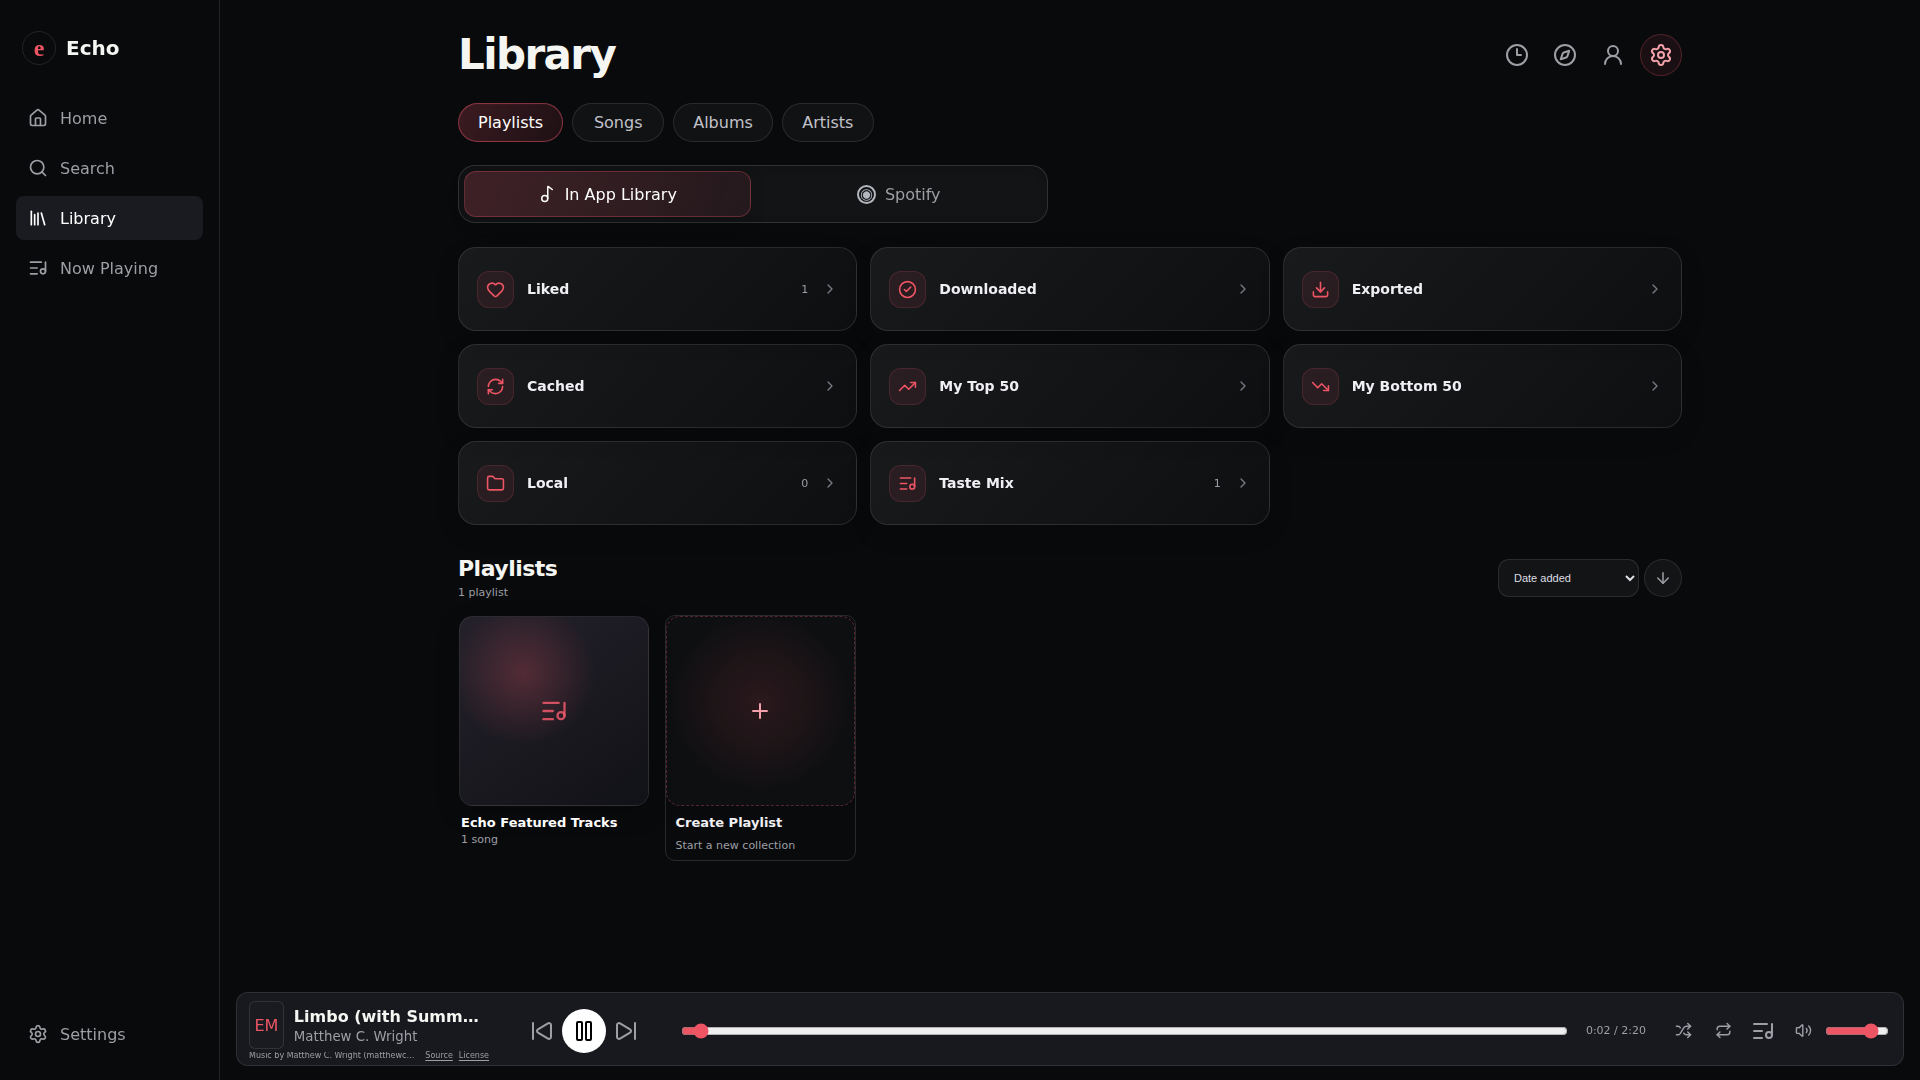 e Echo
Home
Search
Library
Now Playing
Settings
Library
Playlists Songs Albums Artists
In App Library Spotify
Liked 1
Downloaded
Exported
Cached
My Top 50
My Bottom 50
Local 0
Taste Mix 1
Playlists
1 playlist
Date added
Echo Featured Tracks
1 song
Create Playlist
Start a new collection
EM
Limbo (with Summ...
Matthew C. Wright
Music by Matthew C. Wright (matthewc... Source License
0:02 / 2:20